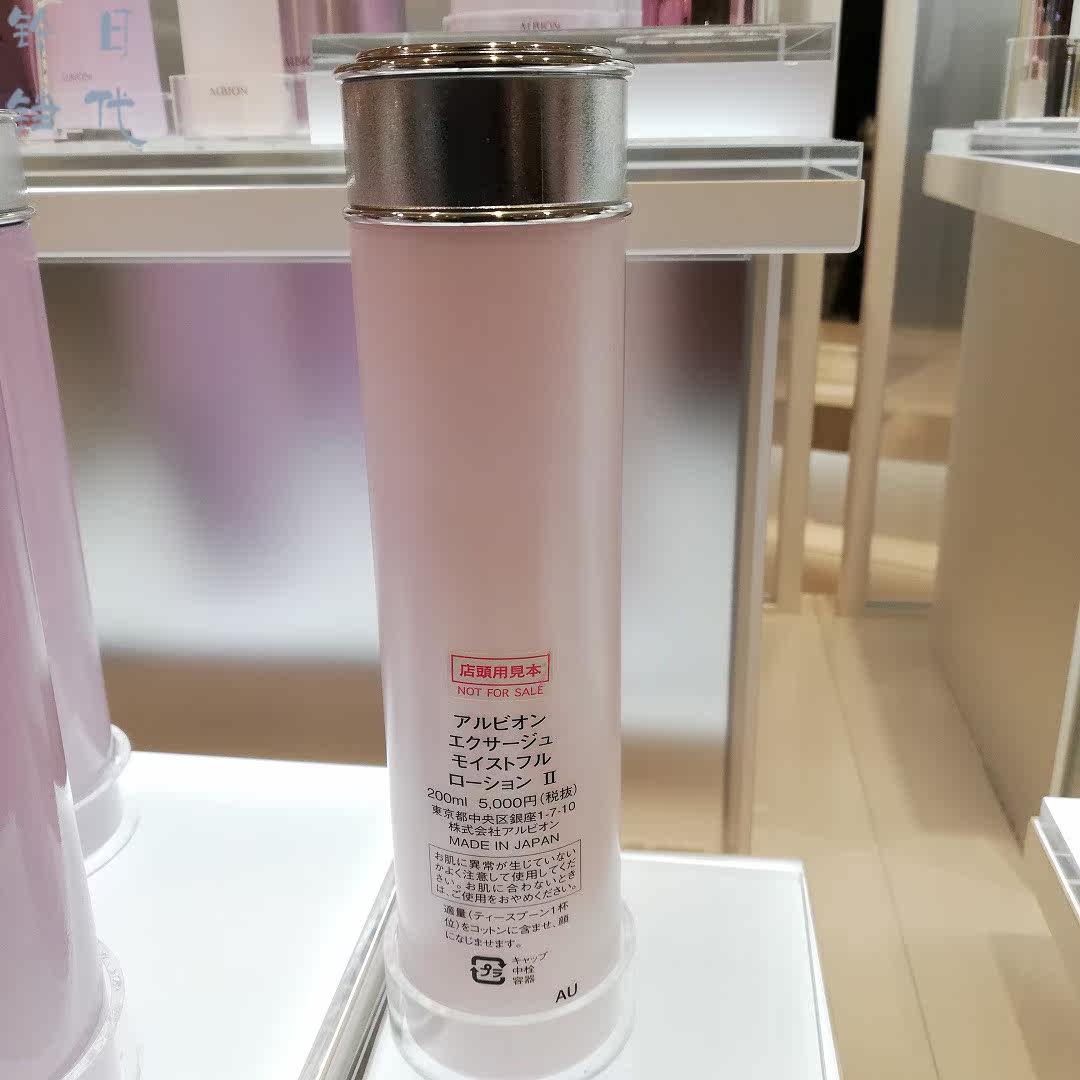 ALBION
ALBION
ALBION
店頭用見本
NOT FOR SALE
アルビオン
エクサージュ
モイストフル
ローション II
200ml 5,000円(税抜)
東京都中央区銀座1-7-10
株式会社アルビオン
MADE IN JAPAN
お肌に異常が生じていない
かよく注意して使用してくだ
さい。お肌に合わないとき
は、ご使用をおやめください。
適量(ティースプーン1杯
位)をコットンに含ませ、顔
になじませます。
プラ
キャップ
中栓
容器
AU